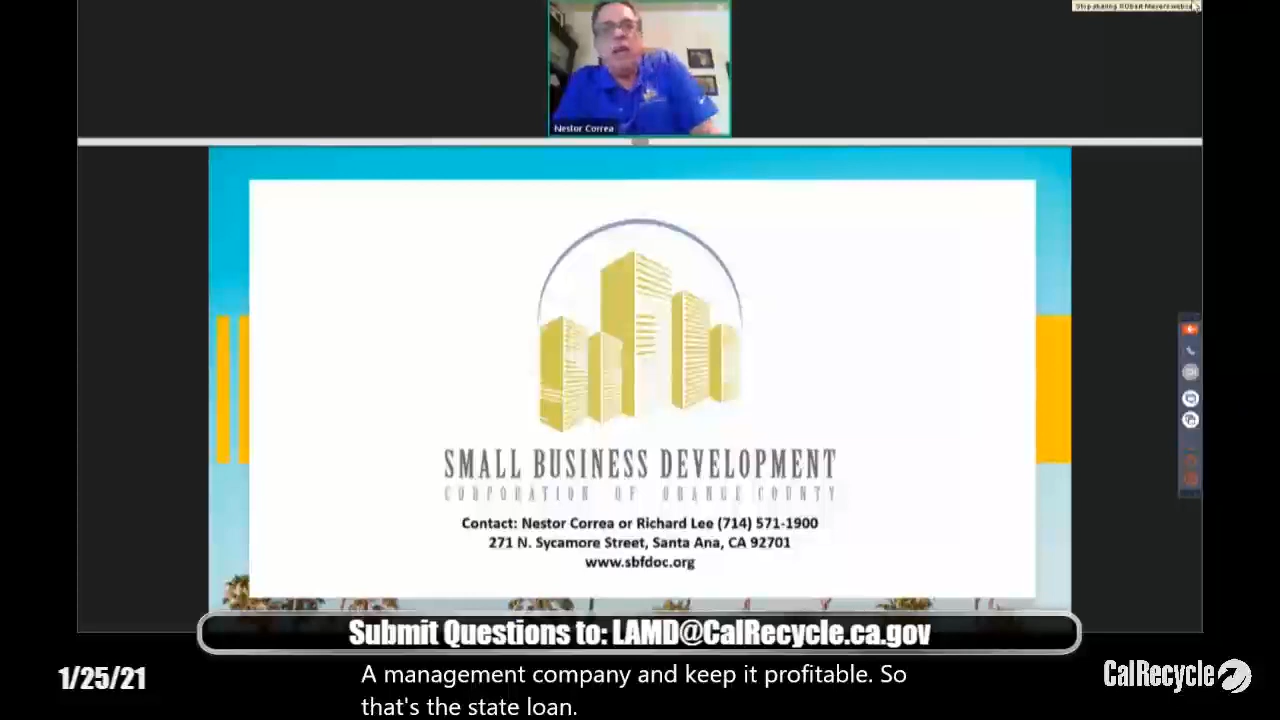 Stop sharing
Nestor Correa
SMALL BUSINESS DEVELOPMENT
CORPORATION OF ORANGE COUNTY
Contact: Nestor Correa or Richard Lee (714) 571-1900
271 N. Sycamore Street, Santa Ana, CA 92701
www.sbfdoc.org
Submit Questions to: LAMD@CalRecycle.ca.gov
1/25/21
A management company and keep it profitable. So
that's the state loan.
CalRecycle